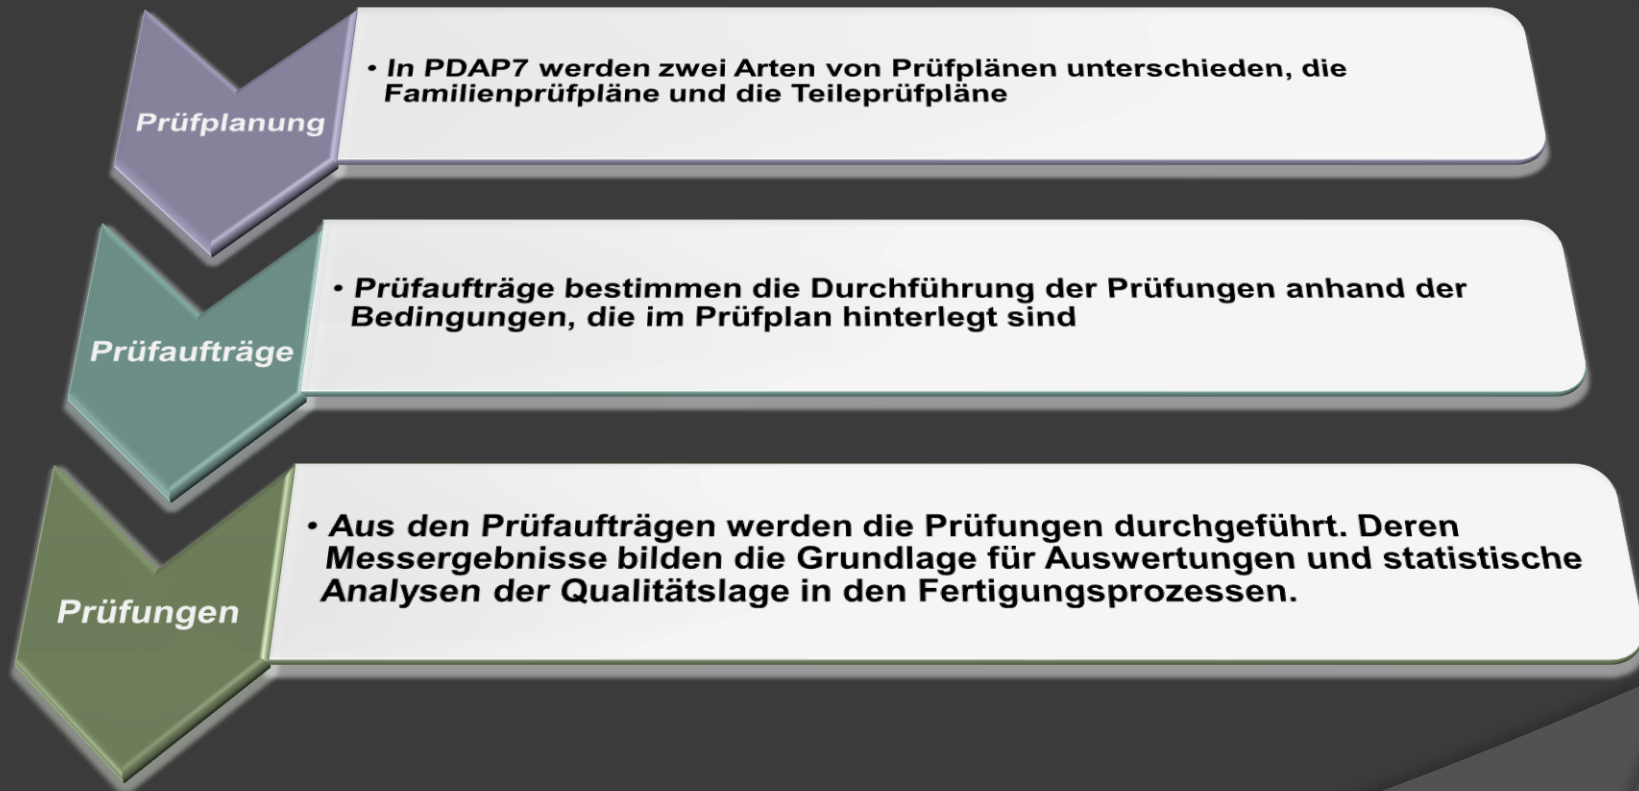 Prüfplanung
• In PDAP7 werden zwei Arten von Prüfplänen unterschieden, die
Familienprüfpläne und die Teileprüfpläne
Prüfaufträge
• Prüfaufträge bestimmen die Durchführung der Prüfungen anhand der
Bedingungen, die im Prüfplan hinterlegt sind
Prüfungen
• Aus den Prüfaufträgen werden die Prüfungen durchgeführt. Deren
Messergebnisse bilden die Grundlage für Auswertungen und statistische
Analysen der Qualitätslage in den Fertigungsprozessen.